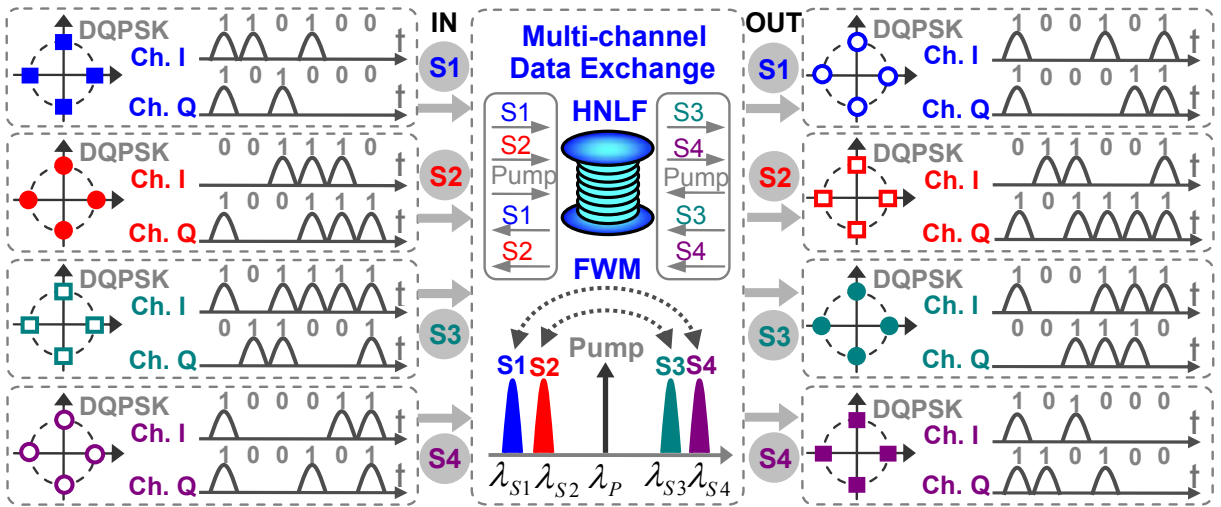 DQPSK
1 1 0 1 0 0
t
Ch. I
1 0 1 0 0 0
Ch. Q
DQPSK
0 0 1 1 1 0
t
Ch. I
1 0 0 1 1 1
Ch. Q
DQPSK
1 0 1 1 1 1
t
Ch. I
0 1 1 0 0 1
Ch. Q
DQPSK
1 0 0 0 1 1
t
Ch. I
1 0 0 1 0 1
Ch. Q
IN
S1
S2
S3
S4
Multi-channel
Data Exchange
HNLF
S1
S2
Pump
S1
S2
S3
S4
Pump
S3
S4
FWM
Pump
S1 S2 S3 S4
λS1 λS2 λP λS3 λS4
OUT
S1
S2
S3
S4
DQPSK
1 0 0 1 0 1
t
Ch. I
1 0 0 0 1 1
Ch. Q
DQPSK
0 1 1 0 0 1
t
Ch. I
1 0 1 1 1 1
Ch. Q
DQPSK
1 0 0 1 1 1
t
Ch. I
0 0 1 1 1 0
Ch. Q
DQPSK
1 0 1 0 0 0
t
Ch. I
1 1 0 1 0 0
Ch. Q